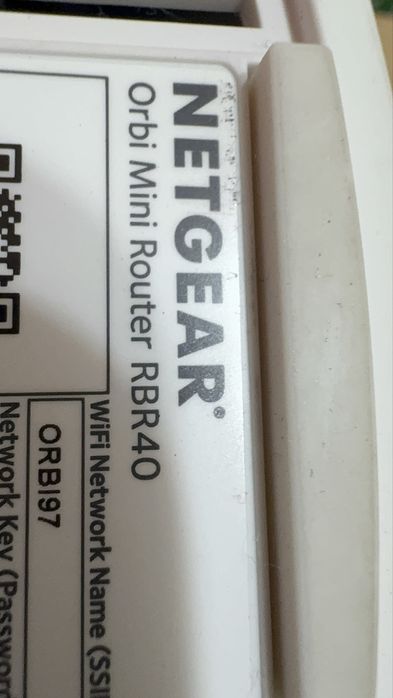 NETGEAR®
Orbi Mini Router RBR40
WiFi Network Name (SSI
ORBI97
Network Key (Passwor